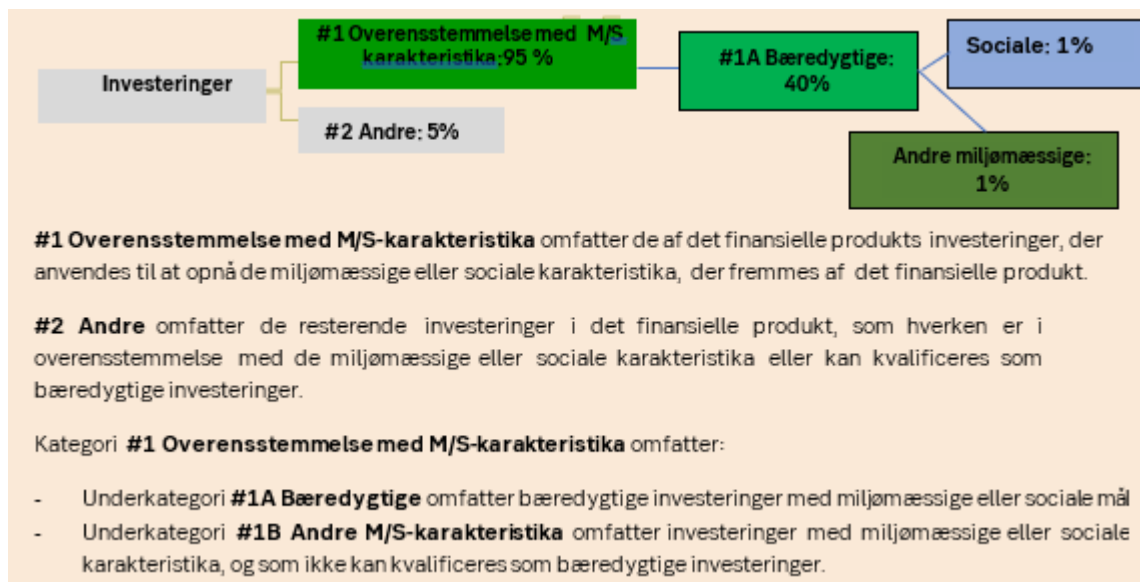 #1 Overensstemmelse med M/S
karakteristika:95 %
#1A Bæredygtige:
40%
Sociale: 1%
Investeringer
#2 Andre: 5%
Andre miljømæssige:
1%
#1 Overensstemmelse med M/S-karakteristika omfatter de af det finansielle produkts investeringer, der
anvendes til at opnå de miljømæssige eller sociale karakteristika, der fremmes af det finansielle produkt.
#2 Andre omfatter de resterende investeringer i det finansielle produkt, som hverken er i
overensstemmelse med de miljømæssige eller sociale karakteristika eller kan kvalificeres som
bæredygtige investeringer.
Kategori #1 Overensstemmelse med M/S-karakteristika omfatter:
- Underkategori #1A Bæredygtige omfatter bæredygtige investeringer med miljømæssige eller sociale mål
- Underkategori #1B Andre M/S-karakteristika omfatter investeringer med miljømæssige eller sociale
karakteristika, og som ikke kan kvalificeres som bæredygtige investeringer.